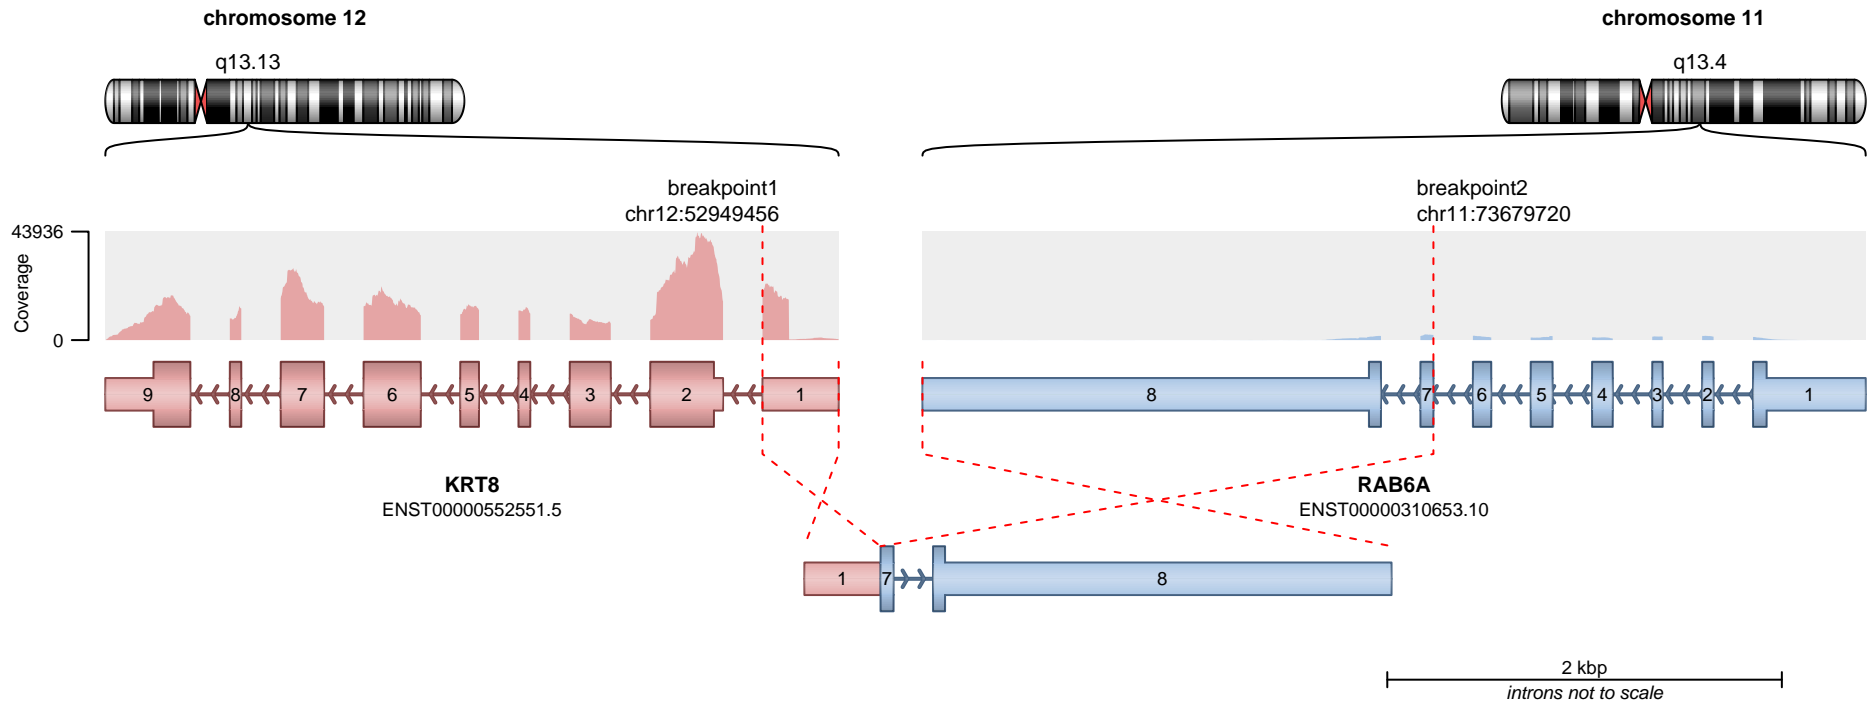 chromosome 12
chromosome 11
q13.13
q13.4
breakpoint1
chr12:52949456
breakpoint2
chr11:73679720
43936
Coverage
0
9 8 7 6 5 4 3 2 1
8 7 6 5 4 3 2 1
KRT8
ENST00000552551.5
RAB6A
ENST00000310653.10
1 7 8
2 kbp
introns not to scale